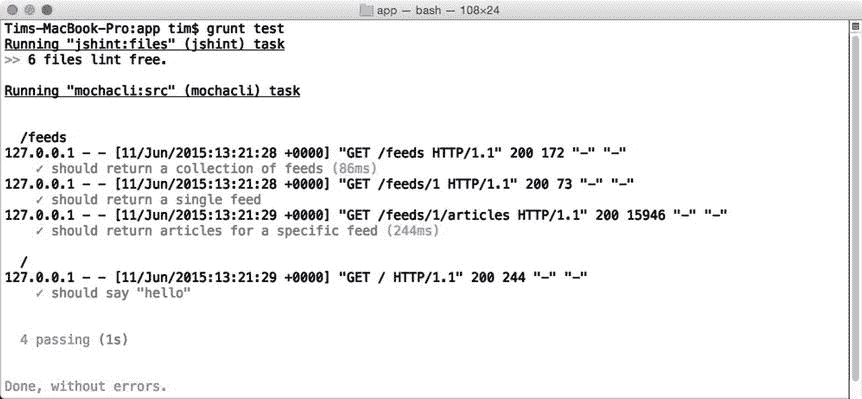 app — bash — 108×24
Tims-MacBook-Pro:app tim$ grunt test
Running "jshint:files" (jshint) task
>> 6 files lint free.
Running "mochacli:src" (mochacli) task
/feeds
127.0.0.1 - - [11/Jun/2015:13:21:28 +0000] "GET /feeds HTTP/1.1" 200 172 "-" "-"
✓ should return a collection of feeds (86ms)
127.0.0.1 - - [11/Jun/2015:13:21:28 +0000] "GET /feeds/1 HTTP/1.1" 200 73 "-" "-"
✓ should return a single feed
127.0.0.1 - - [11/Jun/2015:13:21:29 +0000] "GET /feeds/1/articles HTTP/1.1" 200 15946 "-" "-"
✓ should return articles for a specific feed (244ms)
/
127.0.0.1 - - [11/Jun/2015:13:21:29 +0000] "GET / HTTP/1.1" 200 244 "-" "-"
✓ should say "hello"
4 passing (1s)
Done, without errors.